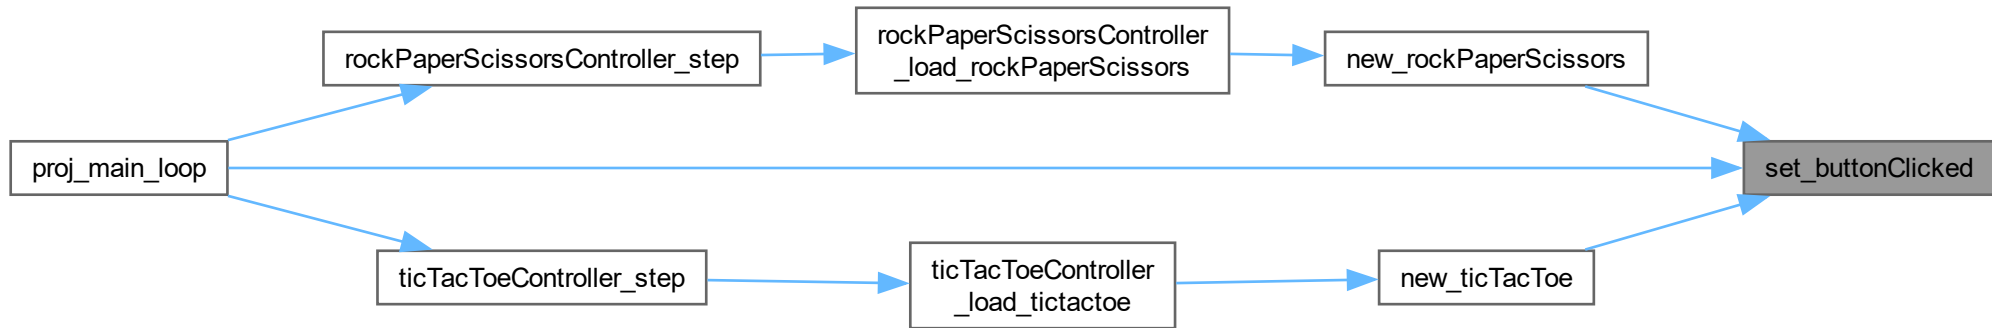 rockPaperScissorsController_step
rockPaperScissorsController
_load_rockPaperScissors
new_rockPaperScissors
proj_main_loop
set_buttonClicked
ticTacToeController_step
ticTacToeController
_load_tictactoe
new_ticTacToe